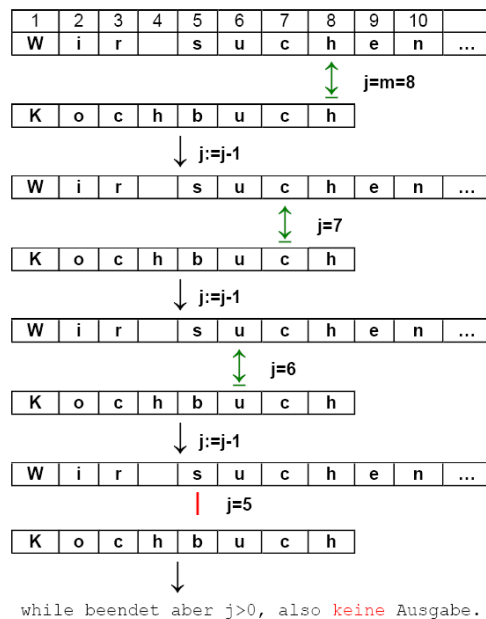 1 2 3 4 5 6 7 8 9 10
W i r s u c h e n ...
j=m=8
K o c h b u c h
j:=j-1
W i r s u c h e n ...
j=7
K o c h b u c h
j:=j-1
W i r s u c h e n ...
j=6
K o c h b u c h
j:=j-1
W i r s u c h e n ...
j=5
K o c h b u c h
while beendet aber j>0, also keine Ausgabe.